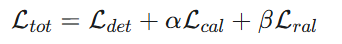 ℒ_tot = ℒ_det + αℒ_cal + βℒ_ral